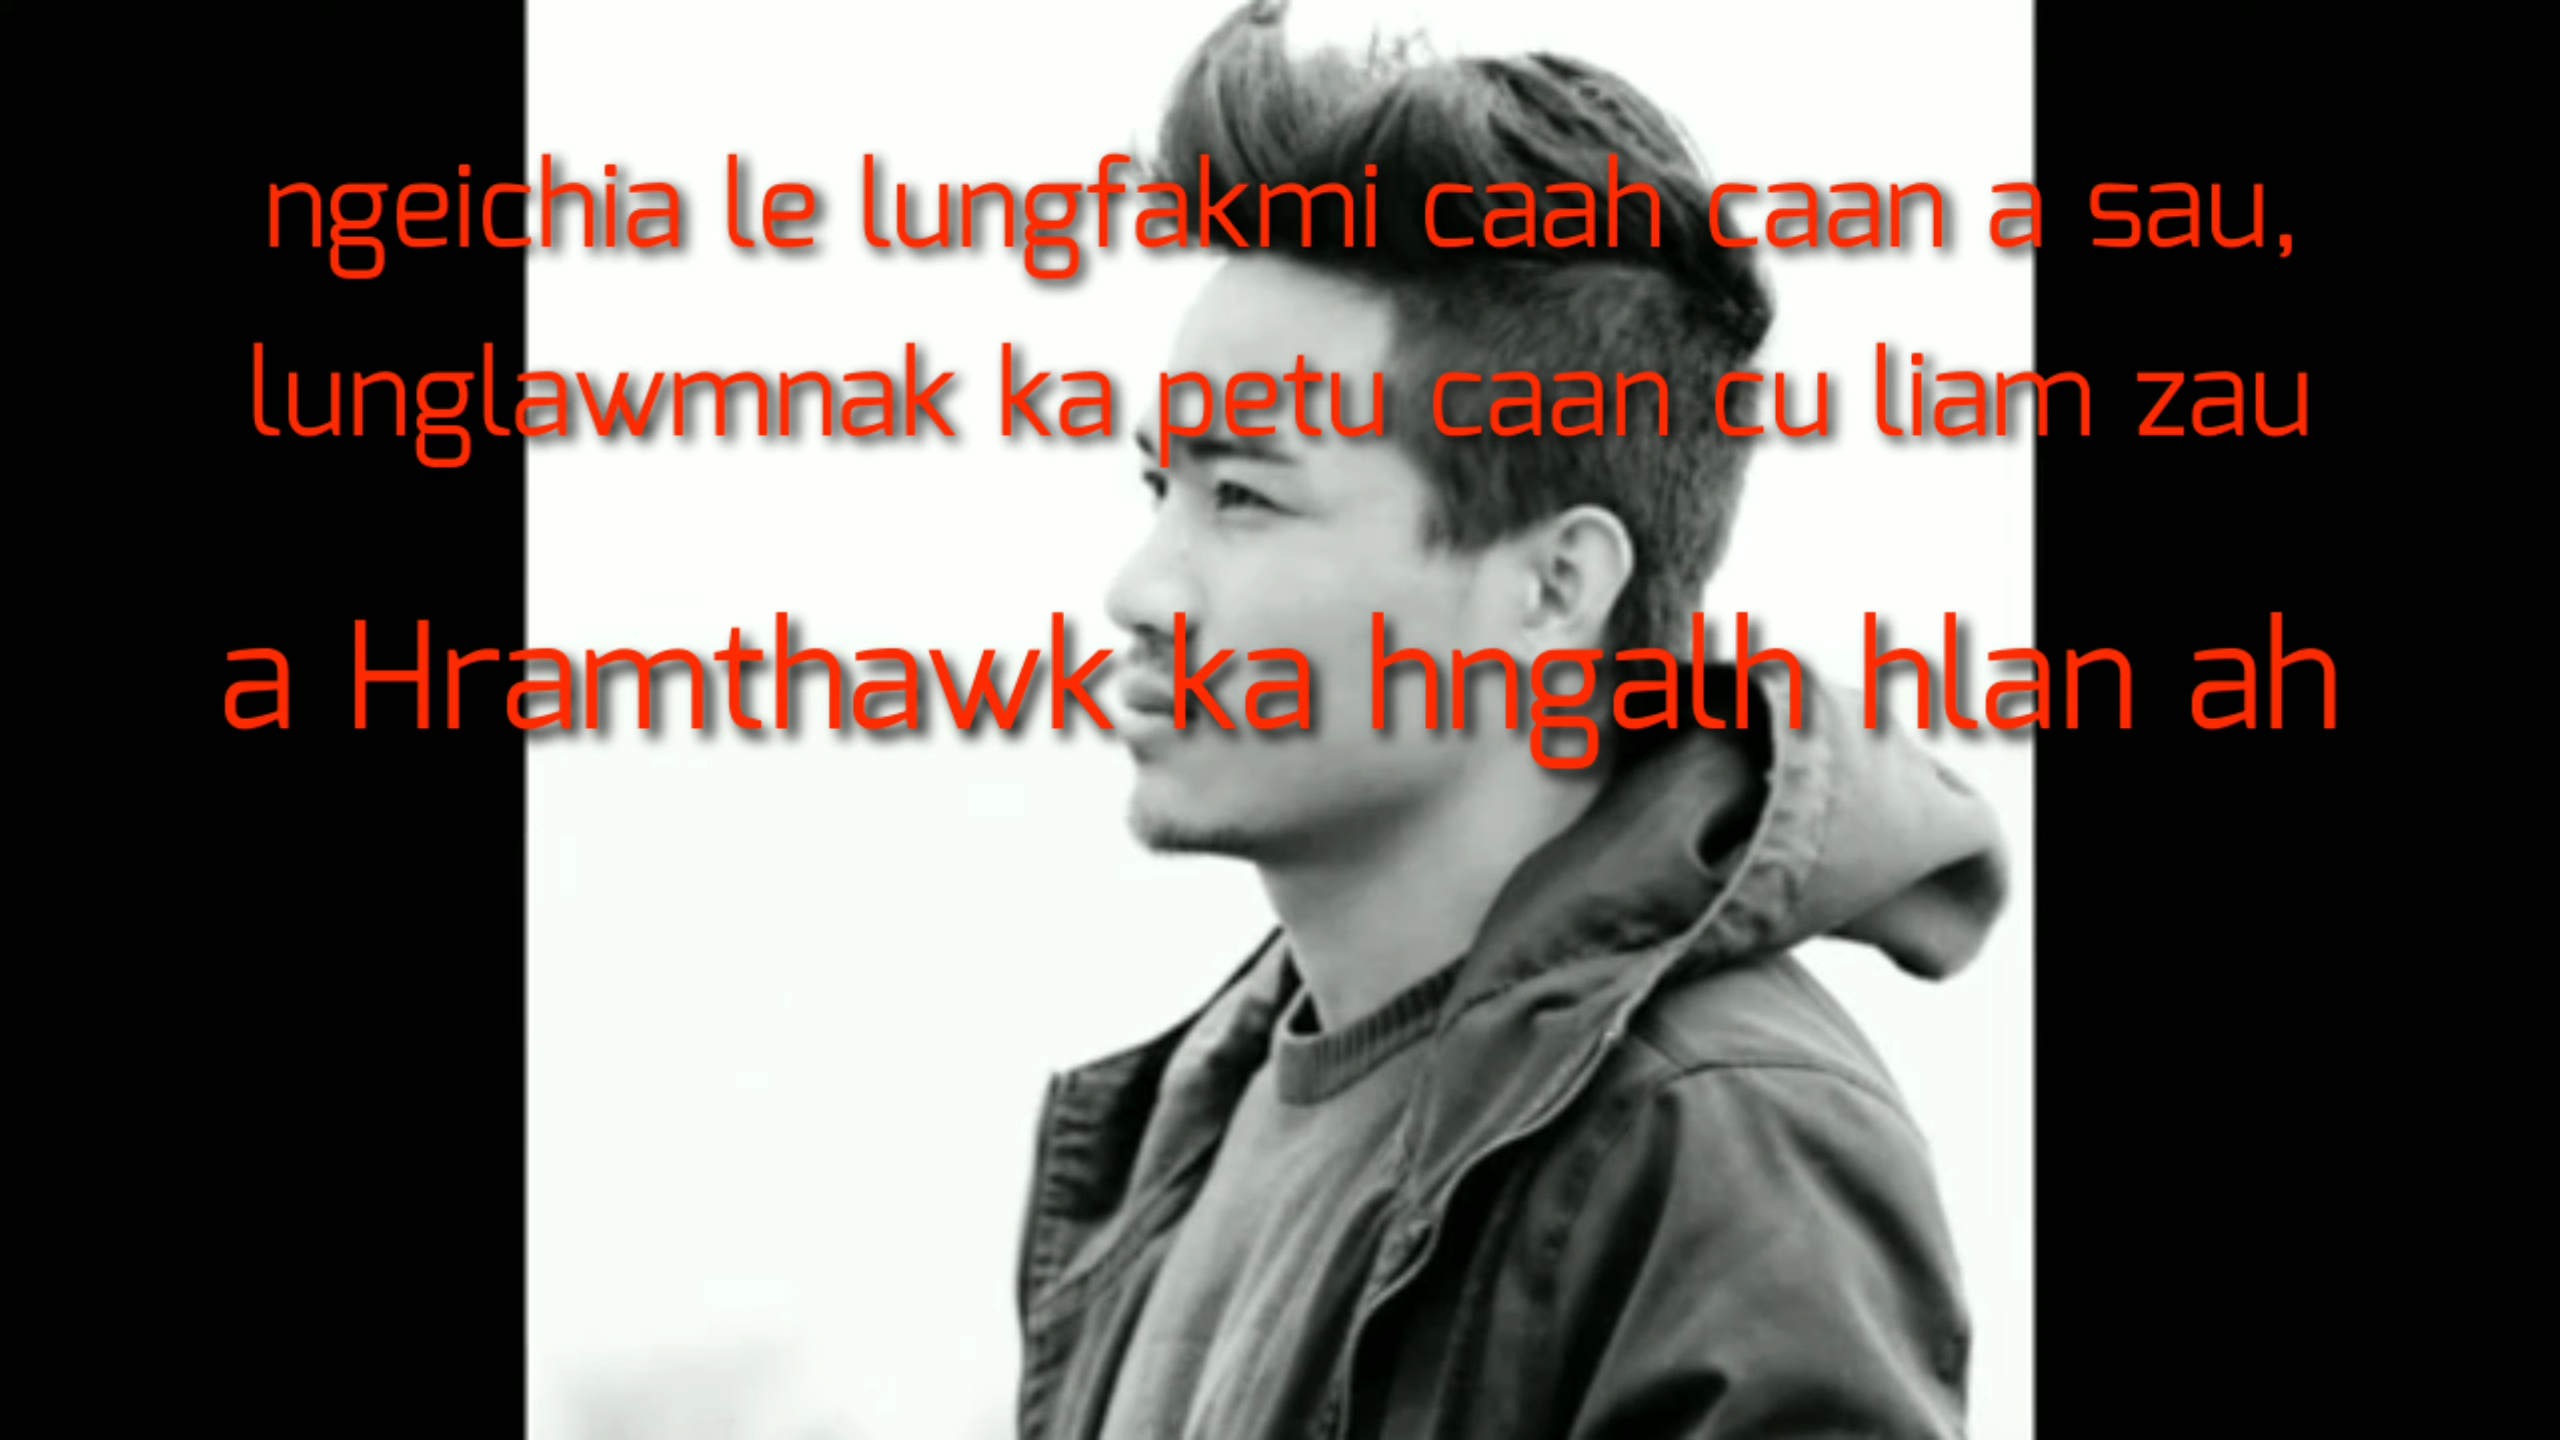 ngeichia le lungfakmi caah caan a sau,
lunglawmnak ka petu caan cu liam zau
a Hramthawk ka hngalh hlan ah